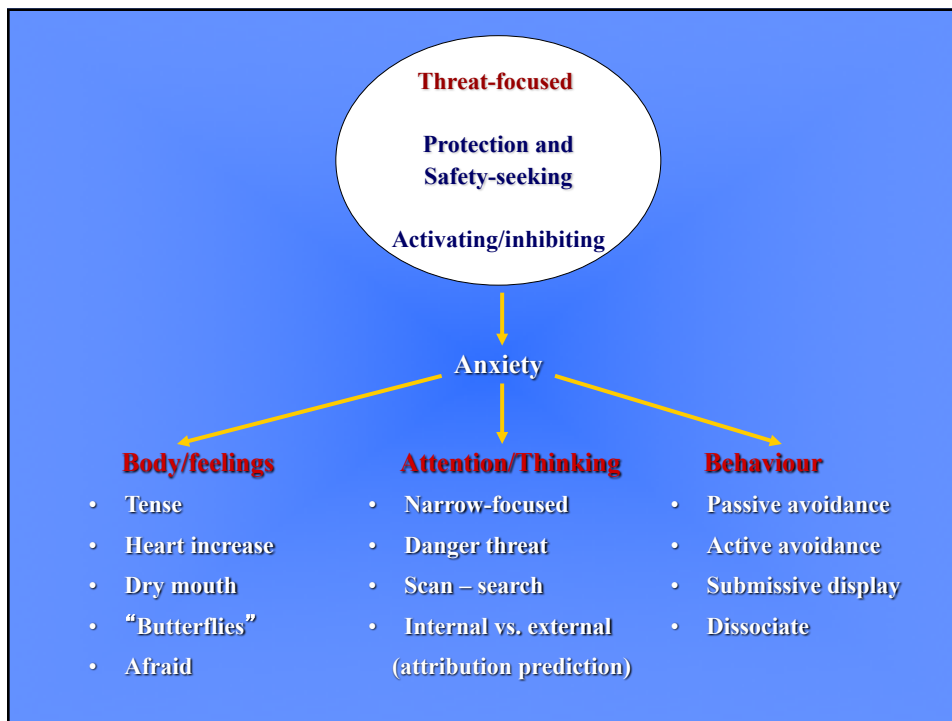 Threat-focused
Protection and
Safety-seeking
Activating/inhibiting
Anxiety
Body/feelings
• Tense
• Heart increase
• Dry mouth
• “Butterflies”
• Afraid
Attention/Thinking
• Narrow-focused
• Danger threat
• Scan – search
• Internal vs. external
(attribution prediction)
Behaviour
• Passive avoidance
• Active avoidance
• Submissive display
• Dissociate